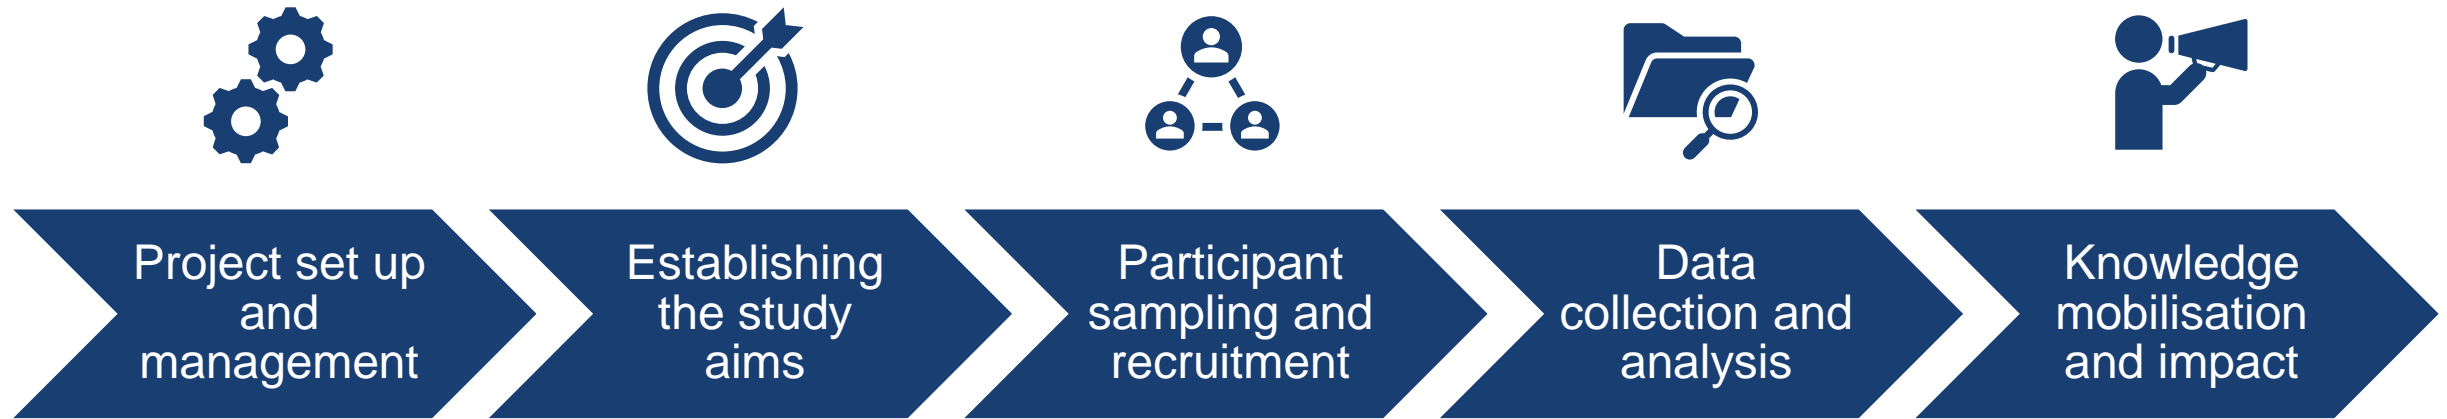 Project set up
and
management
Establishing
the study
aims
Participant
sampling and
recruitment
Data
collection and
analysis
Knowledge
mobilisation
and impact